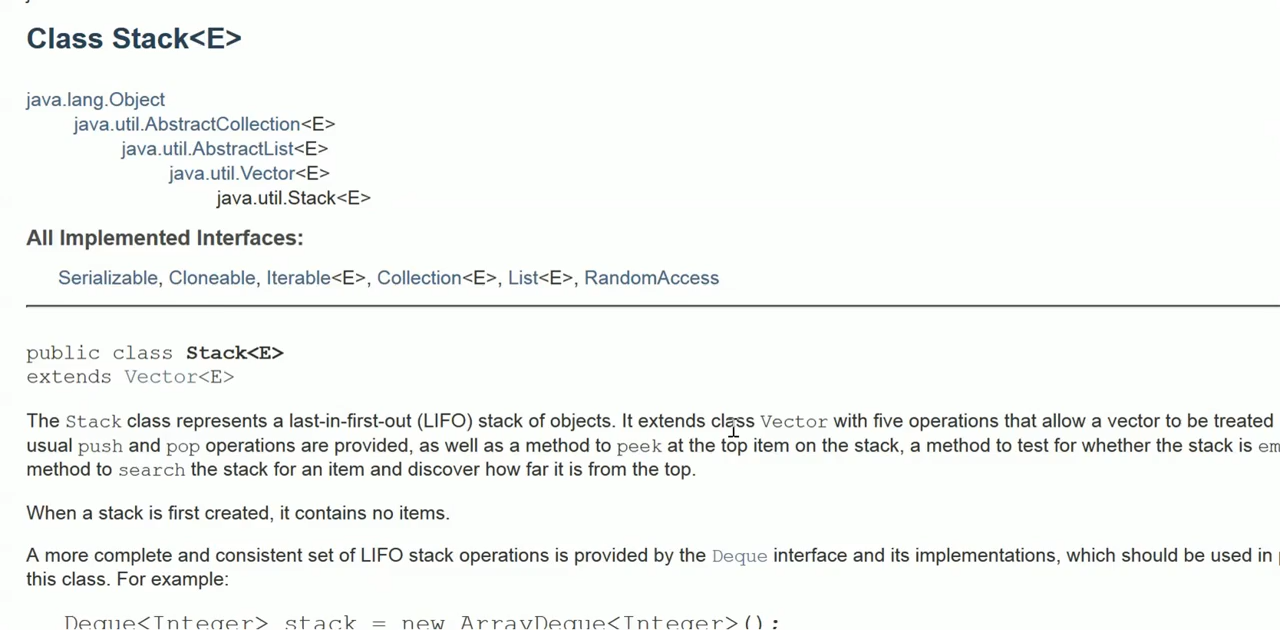 Class Stack<E>
java.lang.Object
java.util.AbstractCollection<E>
java.util.AbstractList<E>
java.util.Vector<E>
java.util.Stack<E>
All Implemented Interfaces:
Serializable, Cloneable, Iterable<E>, Collection<E>, List<E>, RandomAccess
public class Stack<E>
extends Vector<E>
The Stack class represents a last-in-first-out (LIFO) stack of objects. It extends class Vector with five operations that allow a vector to be treated
usual push and pop operations are provided, as well as a method to peek at the top item on the stack, a method to test for whether the stack is em
method to search the stack for an item and discover how far it is from the top.
When a stack is first created, it contains no items.
A more complete and consistent set of LIFO stack operations is provided by the Deque interface and its implementations, which should be used in
this class. For example:
Deque<Integer> stack = new ArrayDeque<Integer>();